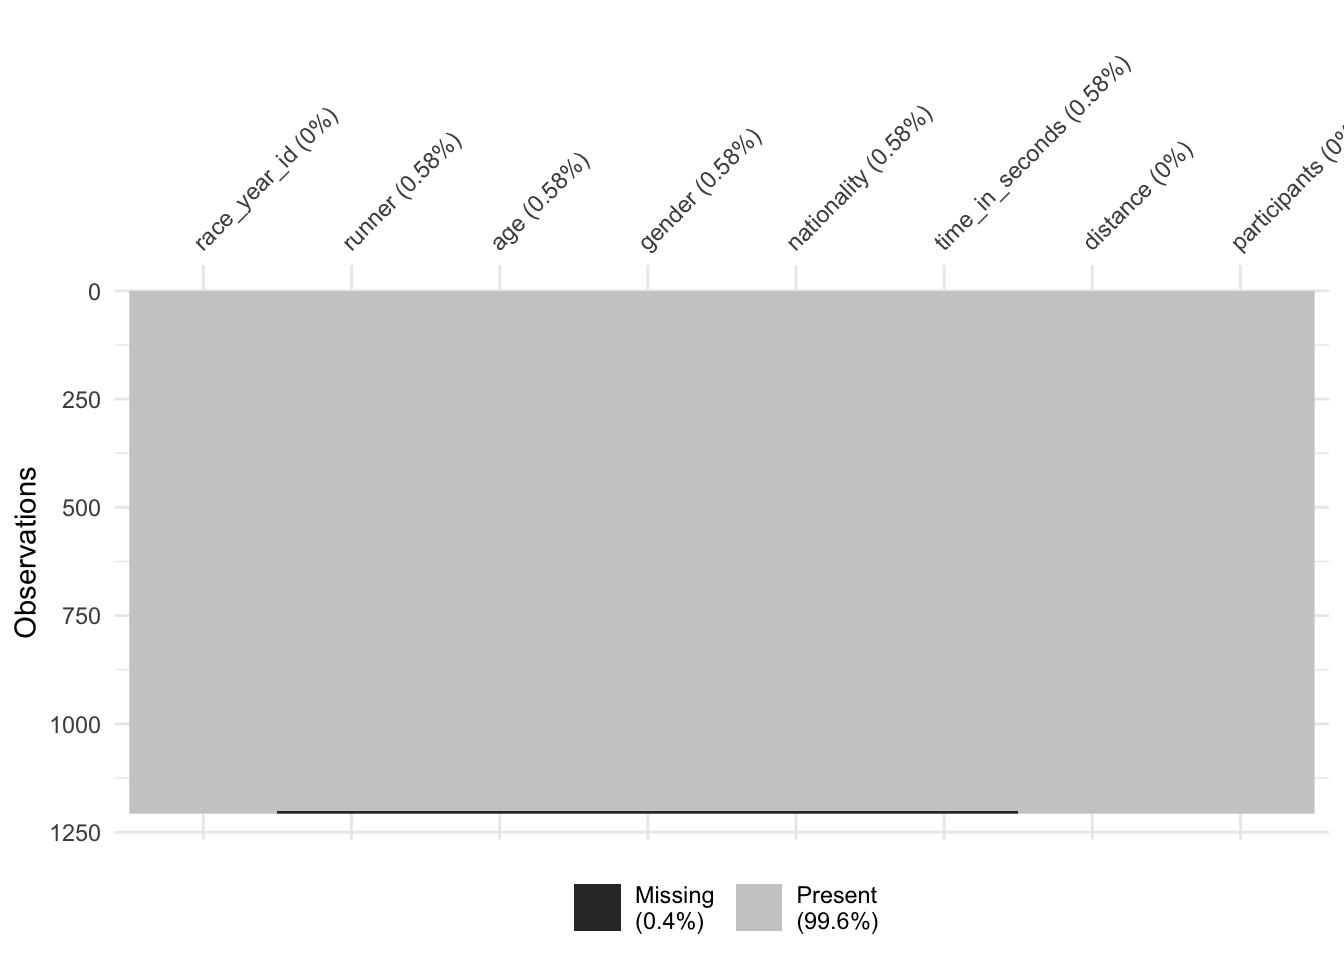 race_year_id (0%)
runner (0.58%)
age (0.58%)
gender (0.58%)
nationality (0.58%)
time_in_seconds (0.58%)
distance (0%)
participants (0%
0
250
500
750
1000
1250
Observations
Missing
(0.4%)
Present
(99.6%)